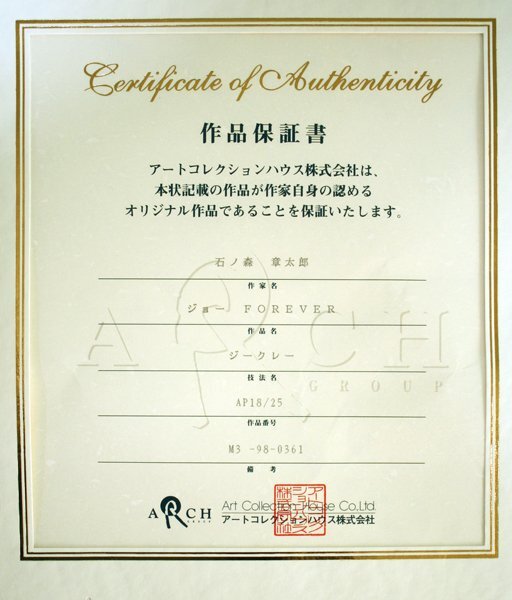 Certificate of Authenticity
作品保証書
アートコレクションハウス株式会社は、
本状記載の作品が作家自身の認める
オリジナル作品であることを保証いたします。
石ノ森 章太郎
作家名
ジョー FOREVER
作品名
ジークレー
技法名
AP18/25
作品番号
M3 -98-0361
備 考
ARCH
GROUP
ARCH
GROUP
Art Collection House Co.,Ltd.
アートコレクションハウス株式会社